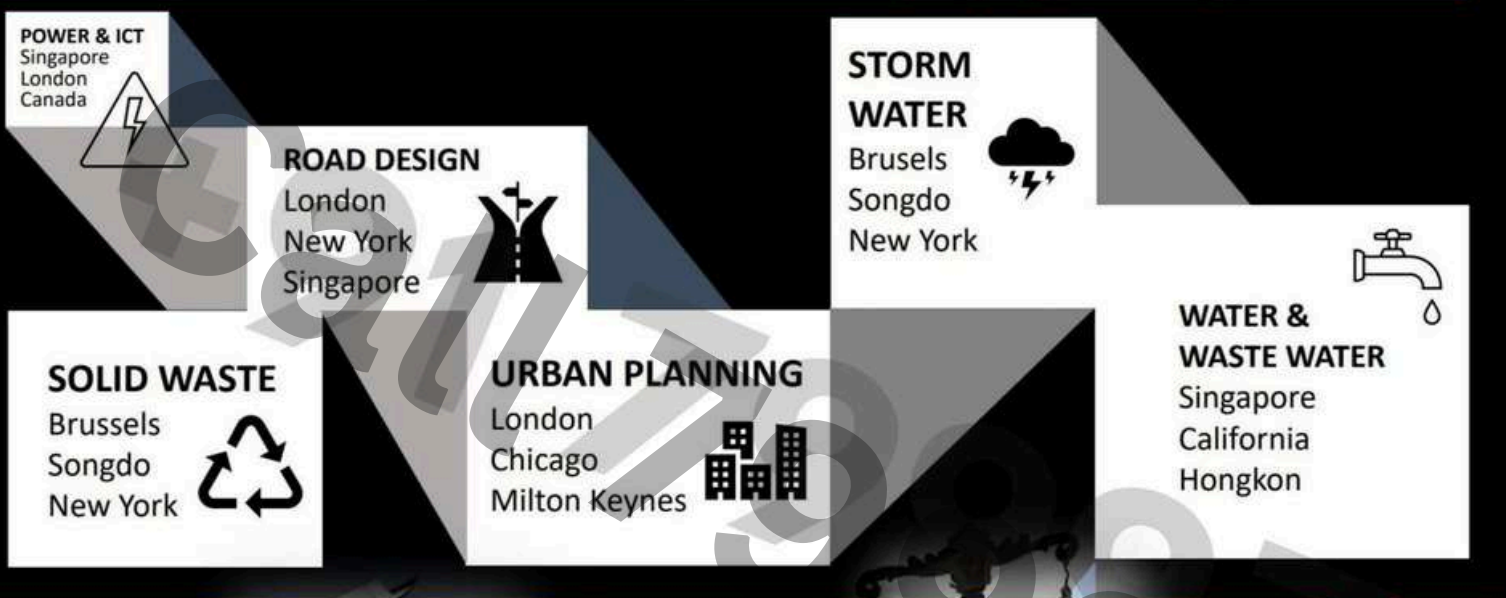 POWER & ICT
Singapore
London
Canada
ROAD DESIGN
London
New York
Singapore
SOLID WASTE
Brussels
Songdo
New York
URBAN PLANNING
London
Chicago
Milton Keynes
STORM
WATER
Brusels
Songdo
New York
WATER &
WASTE WATER
Singapore
California
Hongkon